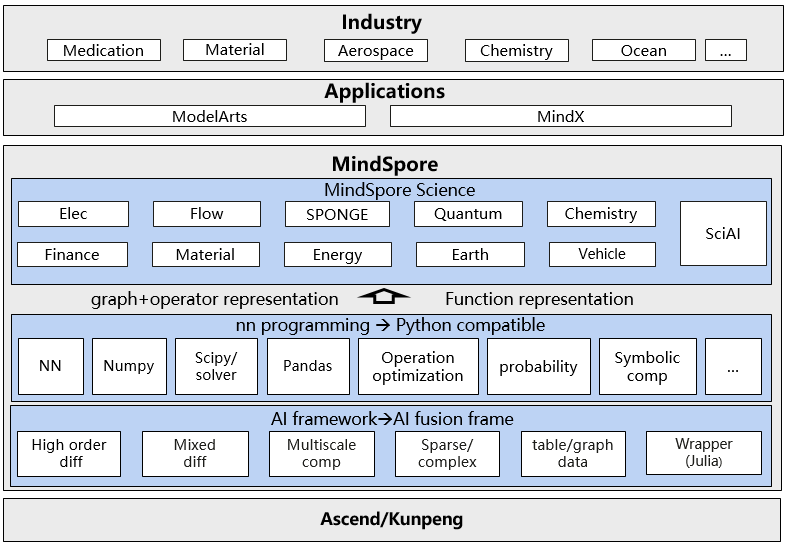 Industry
Medication Material Aerospace Chemistry Ocean ...
Applications
ModelArts MindX
MindSpore
MindSpore Science
Elec Flow SPONGE Quantum Chemistry SciAI
Finance Material Energy Earth Vehicle
graph+operator representation Function representation
nn programming → Python compatible
NN Numpy Scipy/ solver Pandas Operation optimization probability Symbolic comp ...
AI framework→AI fusion frame
High order diff Mixed diff Multiscale comp Sparse/ complex table/graph data Wrapper (Julia)
Ascend/Kunpeng